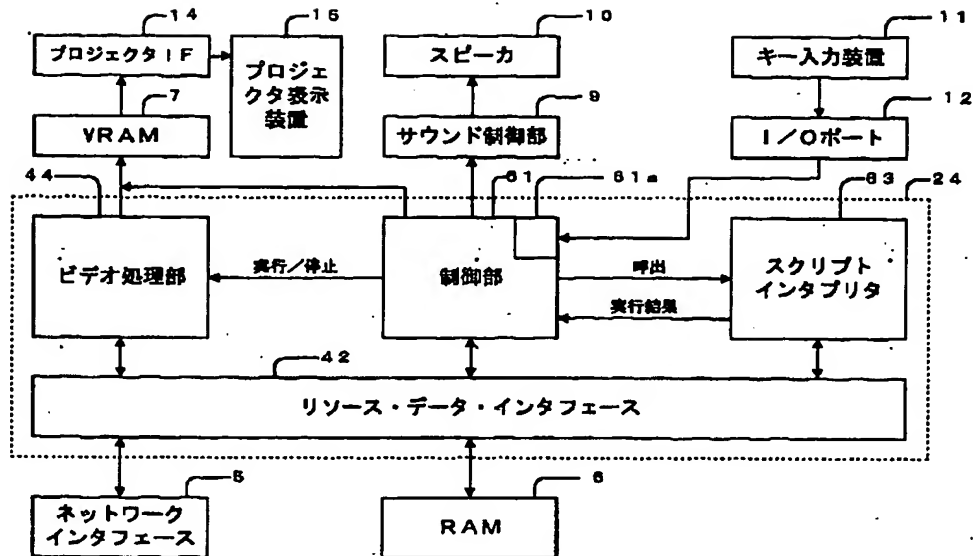 14
15
10
11
プロジェクタIF
プロジェ
クタ表示
装置
スピーカ
キー入力装置
7
9
12
VRAM
サウンド制御部
I/Oポート
44
61
61a
63
24
ビデオ処理部
実行/停止
制御部
呼出
実行結果
スクリプト
インタプリタ
42
リソース・データ・インタフェース
5
6
ネットワーク
インタフェース
RAM